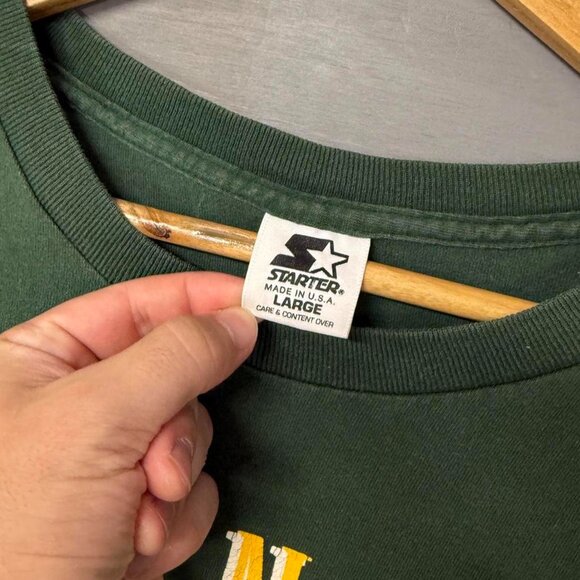 STARTER®
MADE IN U.S.A.
LARGE
CARE & CONTENT OVER
N